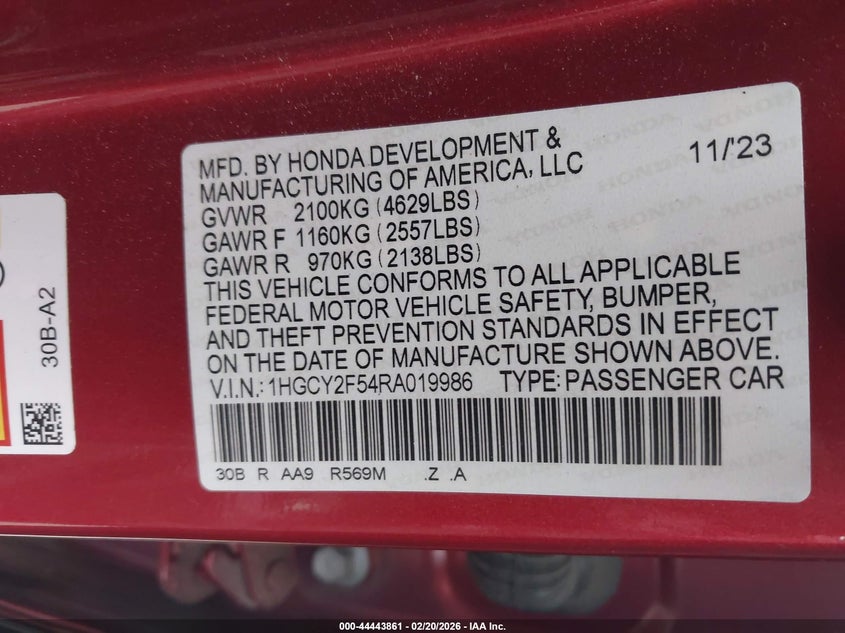 MFD. BY HONDA DEVELOPMENT &
MANUFACTURING OF AMERICA, LLC
11/'23
GVWR 2100KG (4629LBS)
GAWR F 1160KG (2557LBS)
GAWR R 970KG (2138LBS)
THIS VEHICLE CONFORMS TO ALL APPLICABLE
FEDERAL MOTOR VEHICLE SAFETY, BUMPER,
AND THEFT PREVENTION STANDARDS IN EFFECT
ON THE DATE OF MANUFACTURE SHOWN ABOVE.
V.I.N.: 1HGCY2F54RA019986 TYPE: PASSENGER CAR
30B R AA9 R569M .Z .A
30B-A2
000-44443861 - 02/20/2026 - IAA Inc.